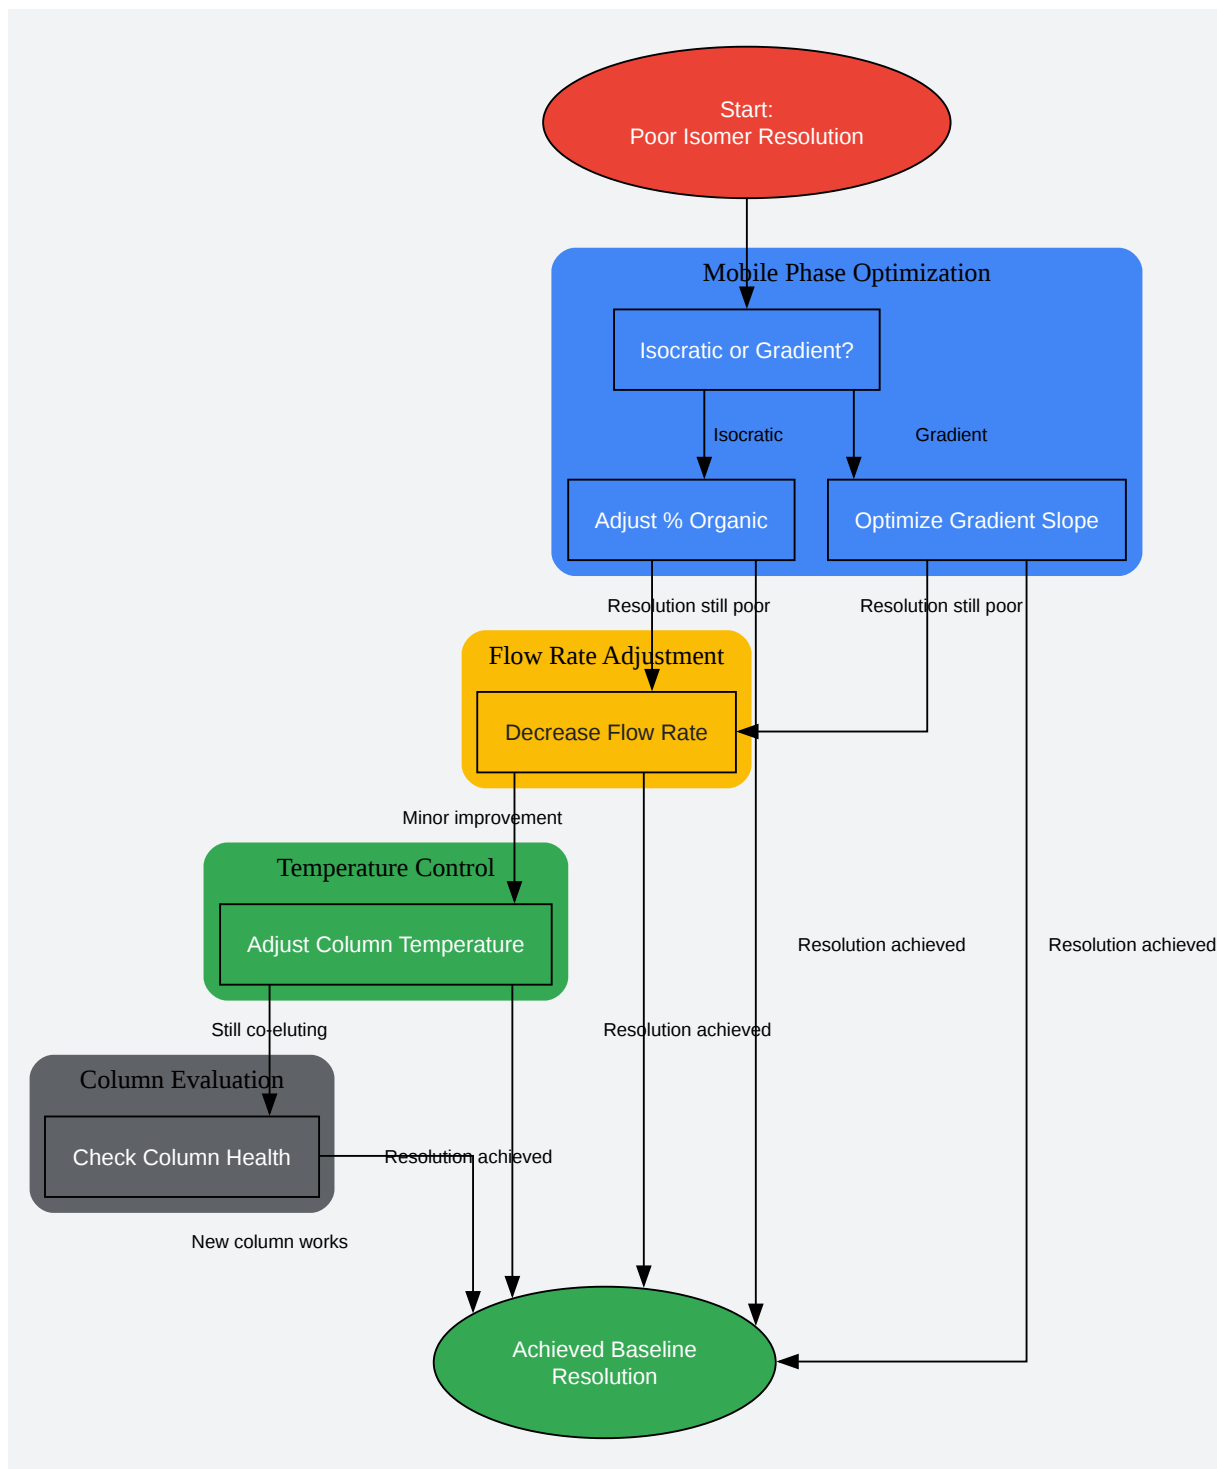 Start:
Poor Isomer Resolution
Mobile Phase Optimization
Isocratic or Gradient?
Isocratic
Gradient
Adjust % Organic
Optimize Gradient Slope
Resolution still poor
Resolution still poor
Flow Rate Adjustment
Decrease Flow Rate
Minor improvement
Temperature Control
Adjust Column Temperature
Resolution achieved
Resolution achieved
Still co-eluting
Resolution achieved
Column Evaluation
Check Column Health
Resolution achieved
New column works
Achieved Baseline
Resolution